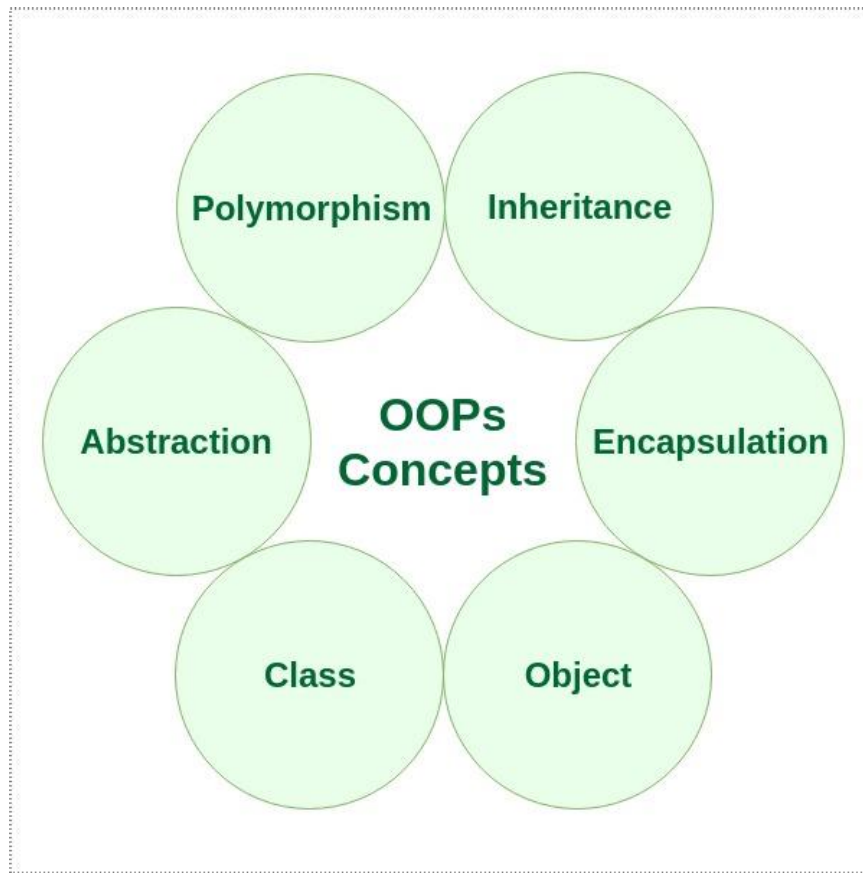 Polymorphism
Inheritance
Abstraction
OOPs
Concepts
Encapsulation
Class
Object